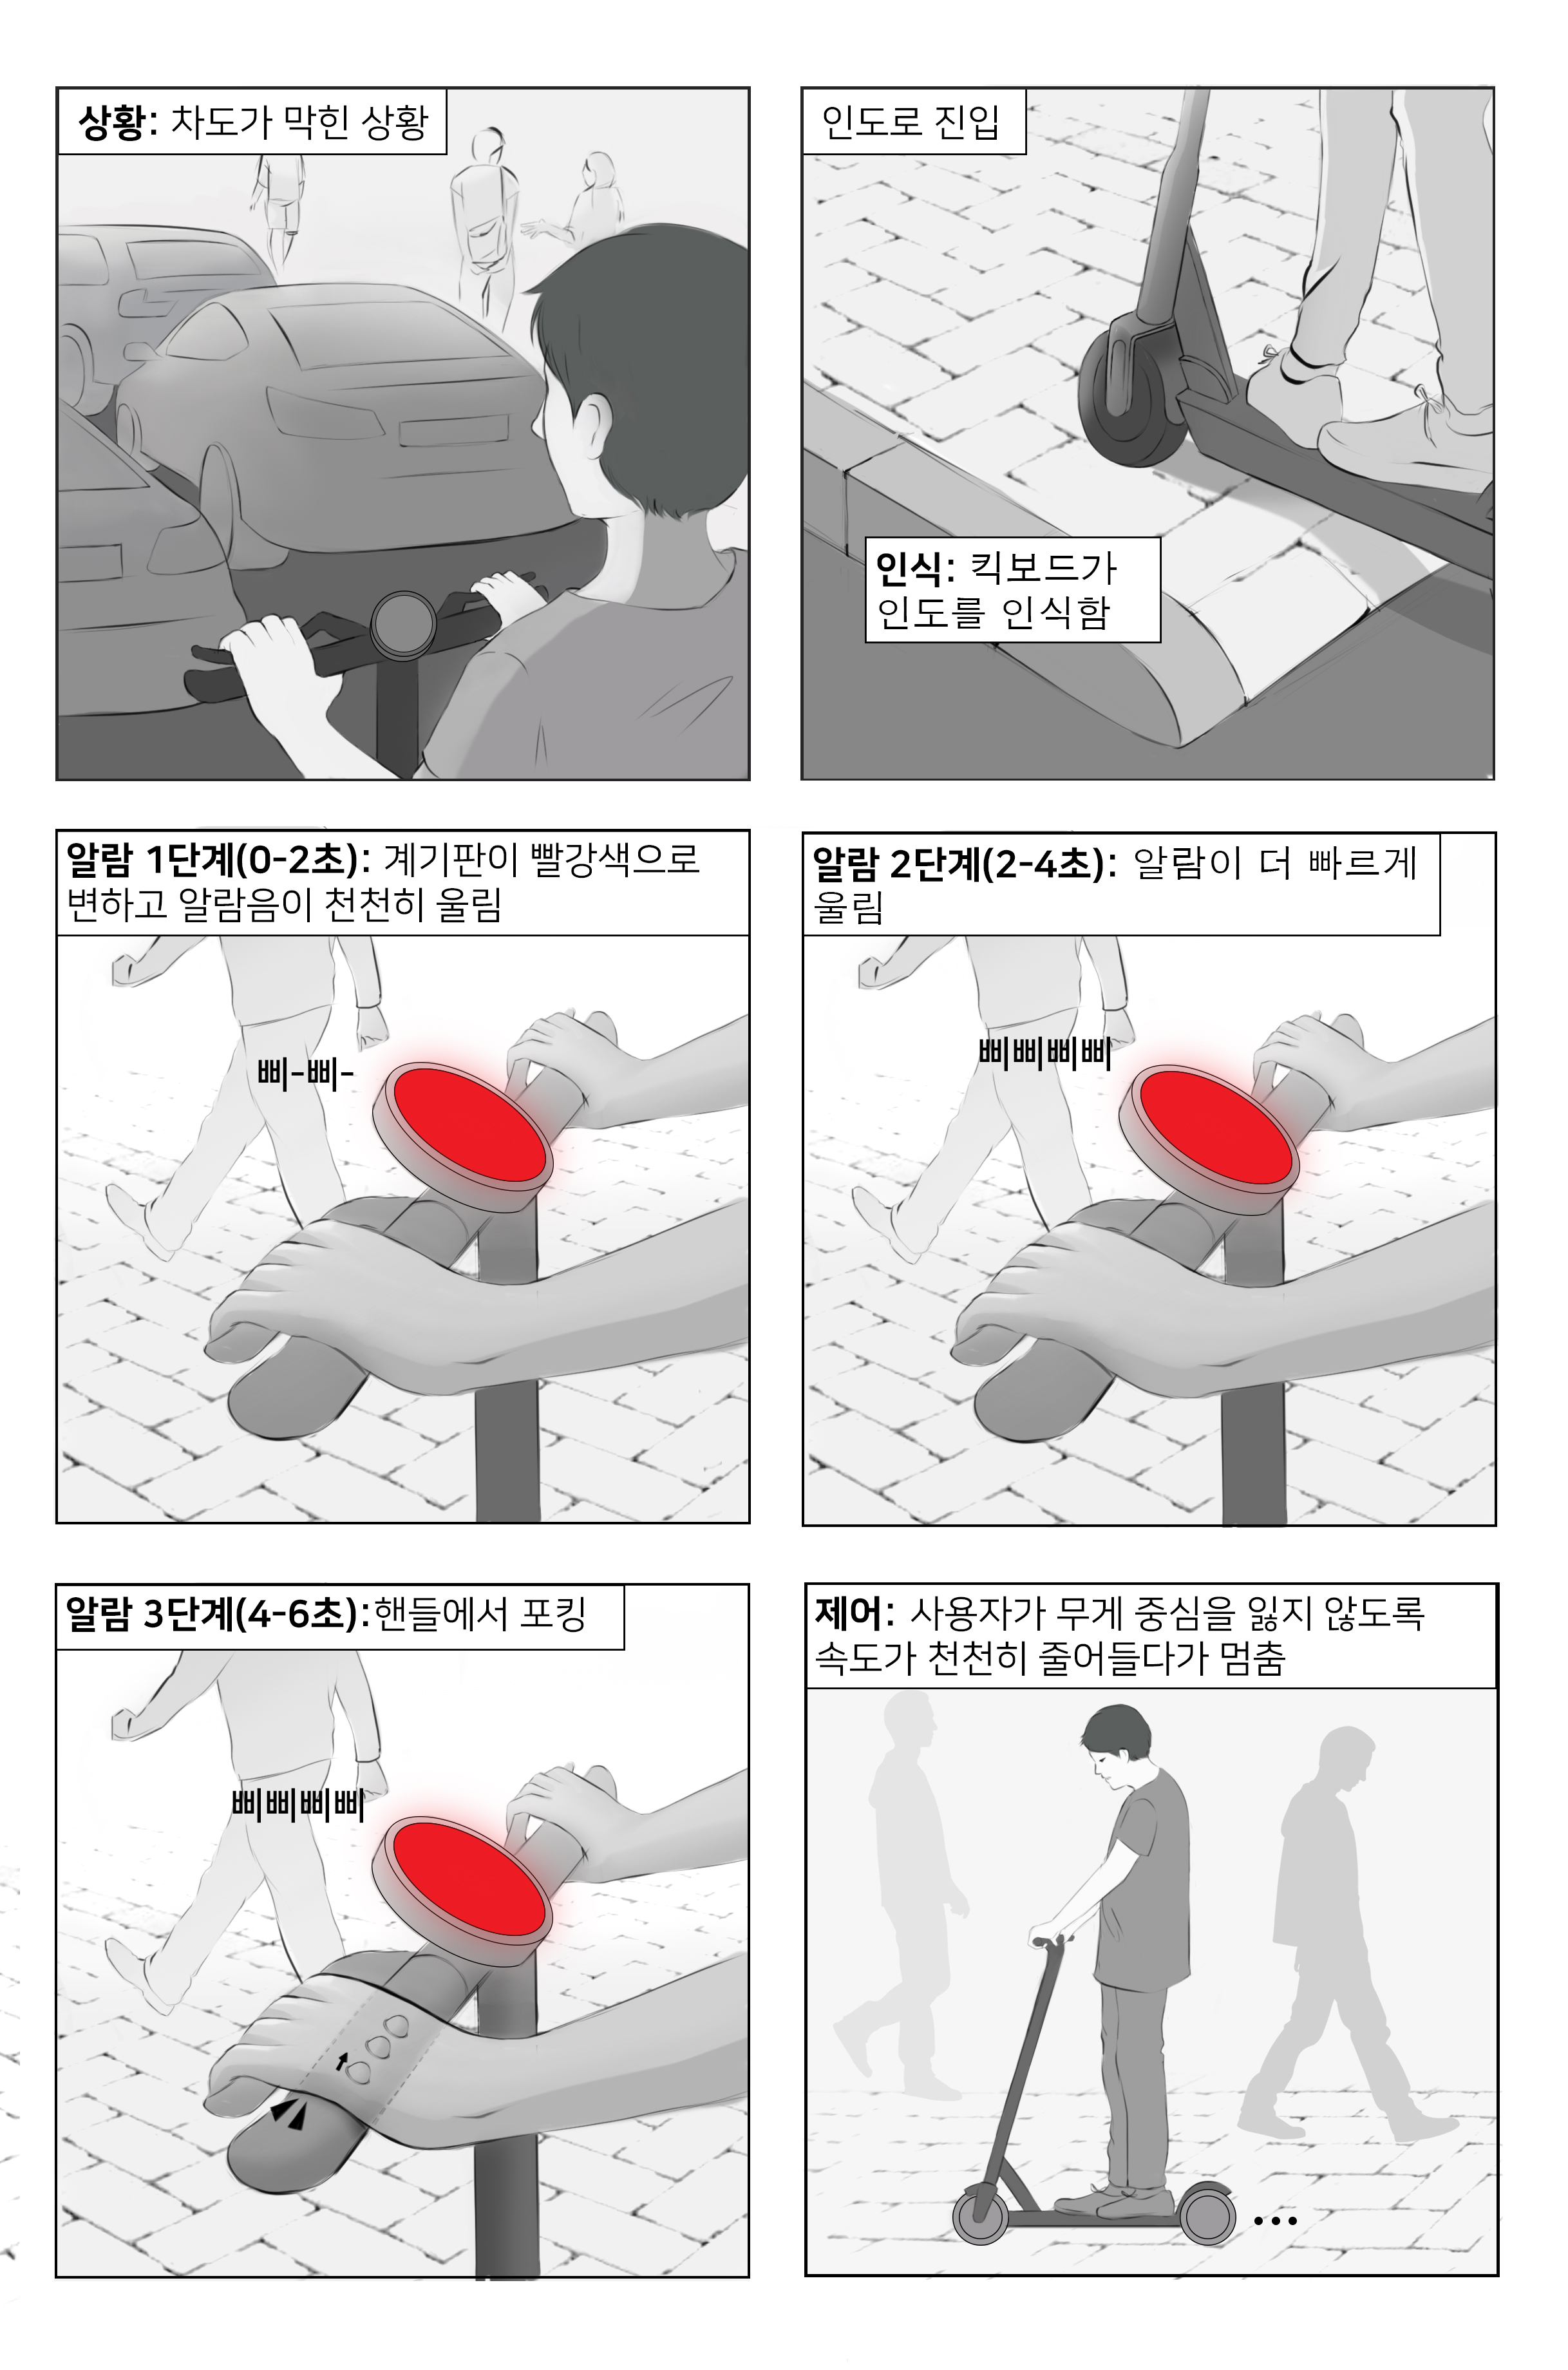 상황: 차도가 막힌 상황
인도로 진입
인식: 킥보드가
인도를 인식함
알람 1단계(0-2초): 계기판이 빨강색으로
변하고 알람음이 천천히 울림
삐-삐-
알람 2단계(2-4초): 알람이 더 빠르게
울림
삐삐삐삐
알람 3단계(4-6초):핸들에서 포킹
삐삐삐삐
제어: 사용자가 무게 중심을 잃지 않도록
속도가 천천히 줄어들다가 멈춤
...